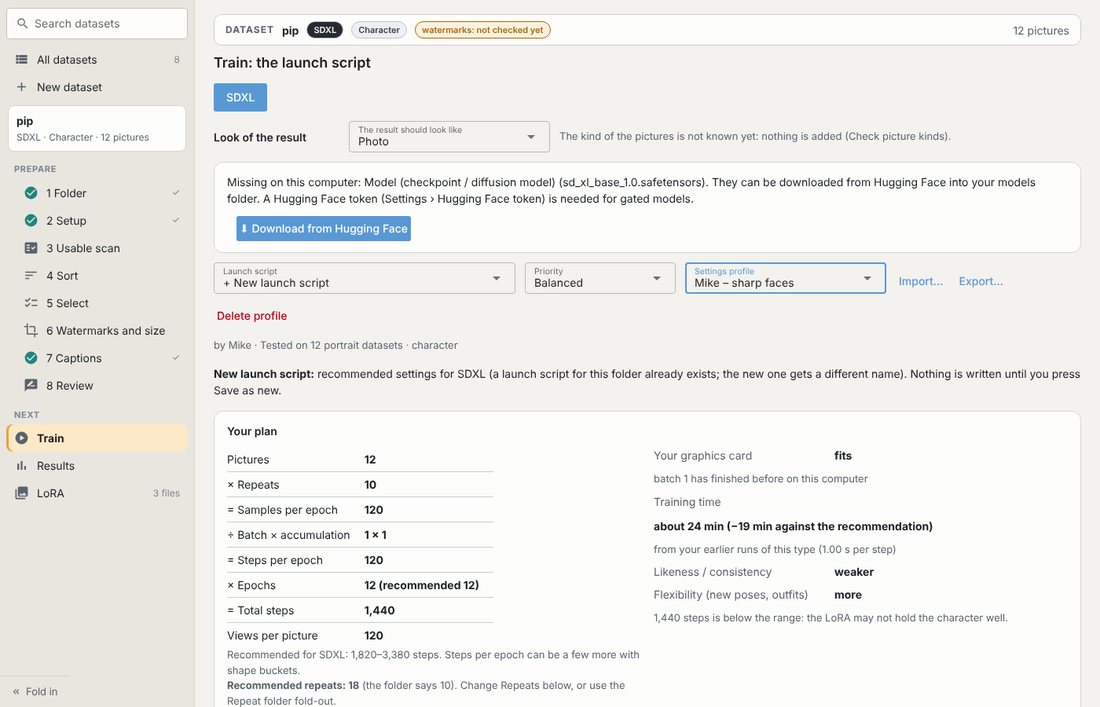 Search datasets
All datasets 8
New dataset
pip
SDXL · Character · 12 pictures
PREPARE
1 Folder
2 Setup
3 Usable scan
4 Sort
5 Select
6 Watermarks and size
7 Captions
8 Review
NEXT
Train
Results
LoRA 3 files
« Fold in
DATASET pip SDXL Character watermarks: not checked yet 12 pictures
Train: the launch script
SDXL
Look of the result
The result should look like
Photo
The kind of the pictures is not known yet: nothing is added (Check picture kinds).
Missing on this computer: Model (checkpoint / diffusion model) (sd_xl_base_1.0.safetensors). They can be downloaded from Hugging Face into your models
folder. A Hugging Face token (Settings › Hugging Face token) is needed for gated models.
⬇ Download from Hugging Face
Launch script
+ New launch script
Priority
Balanced
Settings profile
Mike – sharp faces
Import...
Export...
Delete profile
by Mike · Tested on 12 portrait datasets · character
New launch script: recommended settings for SDXL (a launch script for this folder already exists; the new one gets a different name). Nothing is written until you press
Save as new.
Your plan
Pictures 12
× Repeats 10
= Samples per epoch 120
÷ Batch × accumulation 1 × 1
= Steps per epoch 120
× Epochs 12 (recommended 12)
= Total steps 1,440
Views per picture 120
Recommended for SDXL: 1,820–3,380 steps. Steps per epoch can be a few more with
shape buckets.
Recommended repeats: 18 (the folder says 10). Change Repeats below, or use the
Repeat folder fold-out.
Your graphics card fits
batch 1 has finished before on this computer
Training time
about 24 min (−19 min against the recommendation)
from your earlier runs of this type (1.00 s per step)
Likeness / consistency weaker
Flexibility (new poses, outfits) more
1,440 steps is below the range: the LoRA may not hold the character well.